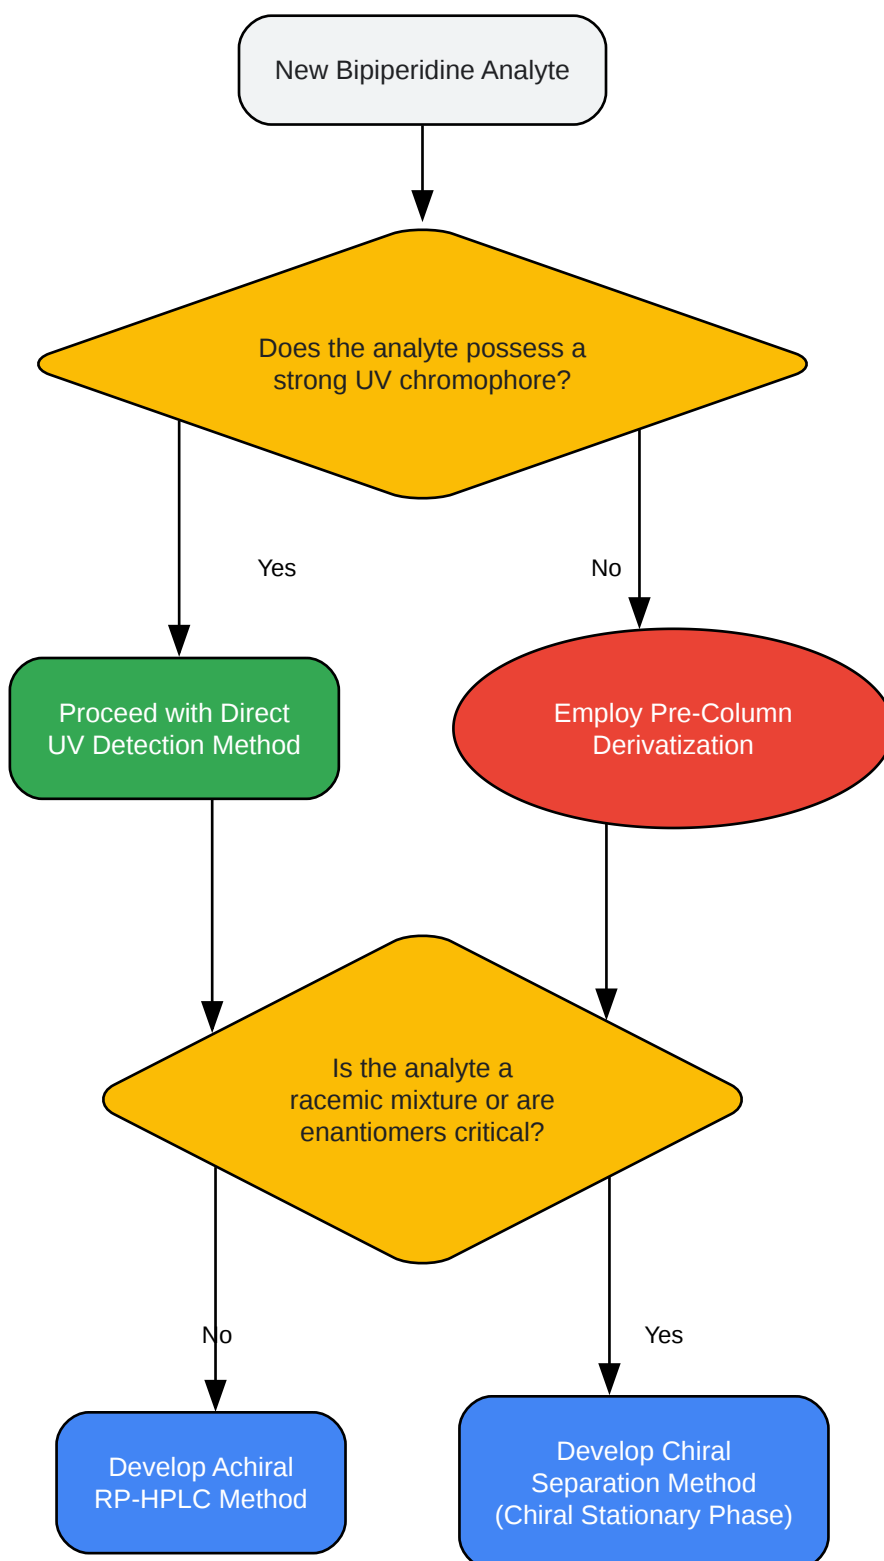 New Bipiperidine Analyte
Does the analyte possess a
strong UV chromophore?
Yes
No
Proceed with Direct
UV Detection Method
Employ Pre-Column
Derivatization
Is the analyte a
racemic mixture or are
enantiomers critical?
No
Yes
Develop Achiral
RP-HPLC Method
Develop Chiral
Separation Method
(Chiral Stationary Phase)